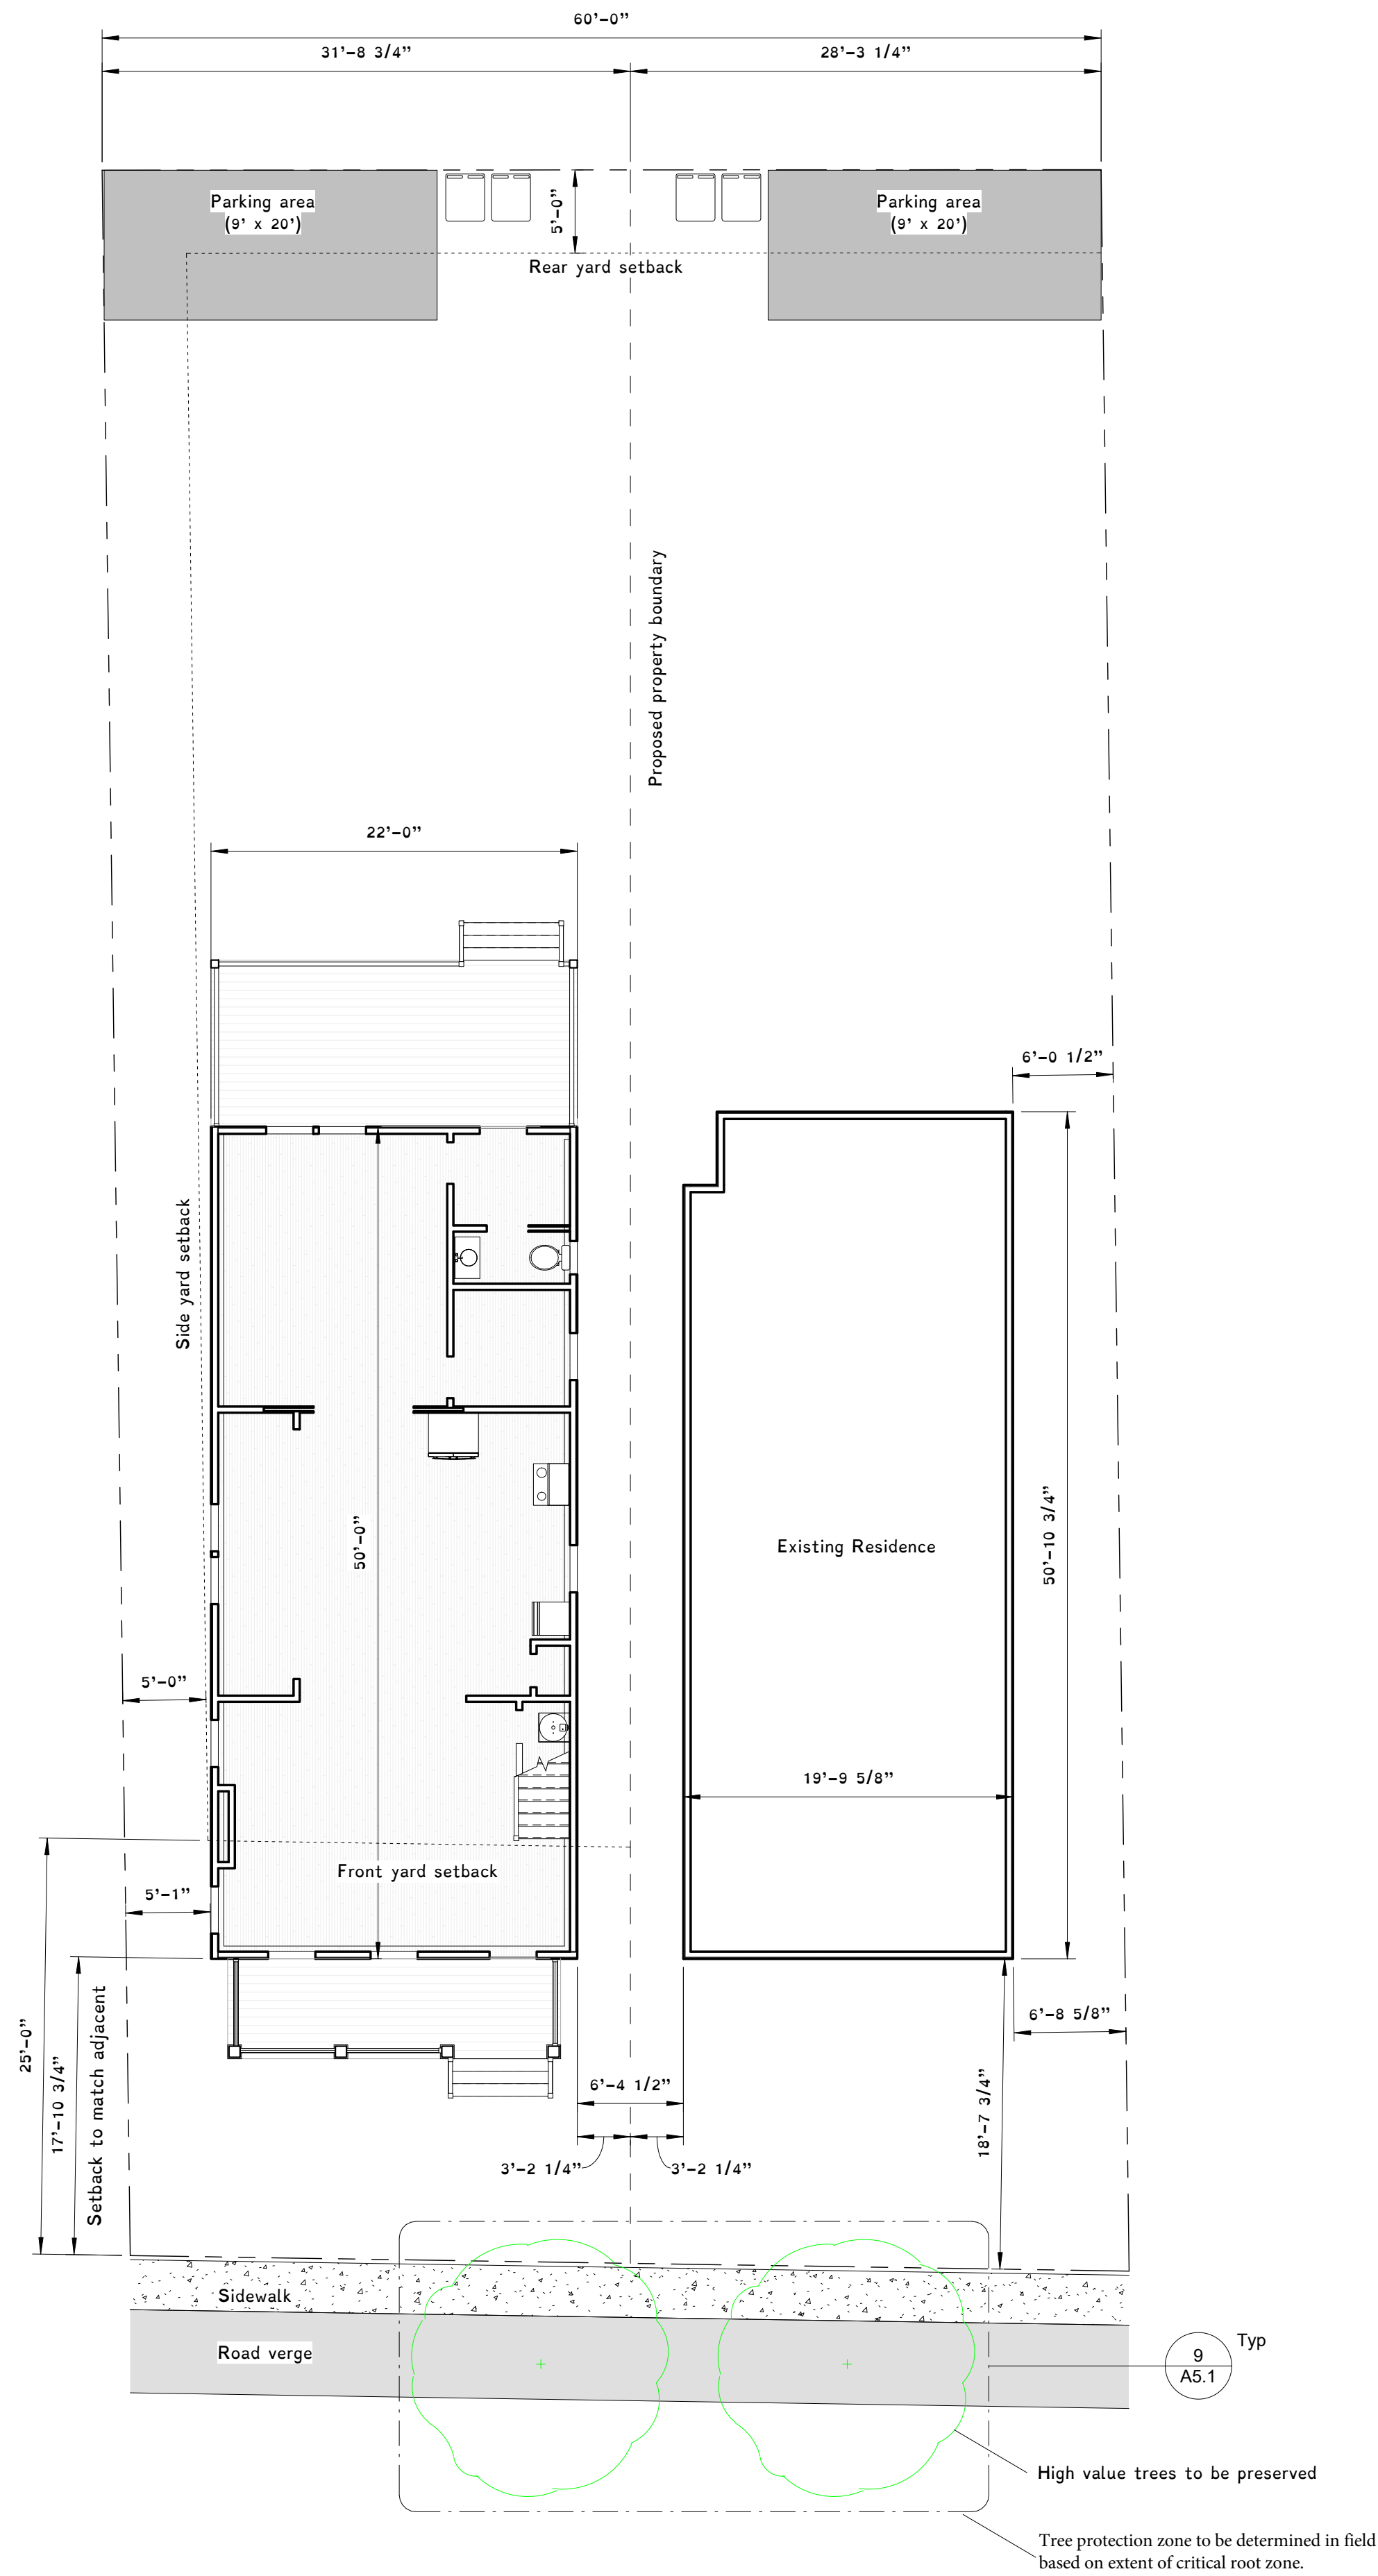 60’–0”
31’–8 3/4”
28’–3 1/4”
Parking area
(9’ x 20’)
5’–0”
Parking area
(9’ x 20’)
Rear yard setback
Proposed property boundary
22’–0”
6’–0 1/2”
Side yard setback
50’–0”
Existing Residence
50’–10 3/4”
5’–0”
19’–9 5/8”
Front yard setback
5’–1”
25’–0”
17’–10 3/4”
Setback to match adjacent
6’–8 5/8”
6’–4 1/2”
18’–7 3/4”
3’–2 1/4”
3’–2 1/4”
Sidewalk
Road verge
9
A5.1
Typ
High value trees to be preserved
Tree protection zone to be determined in field
based on extent of critical root zone.